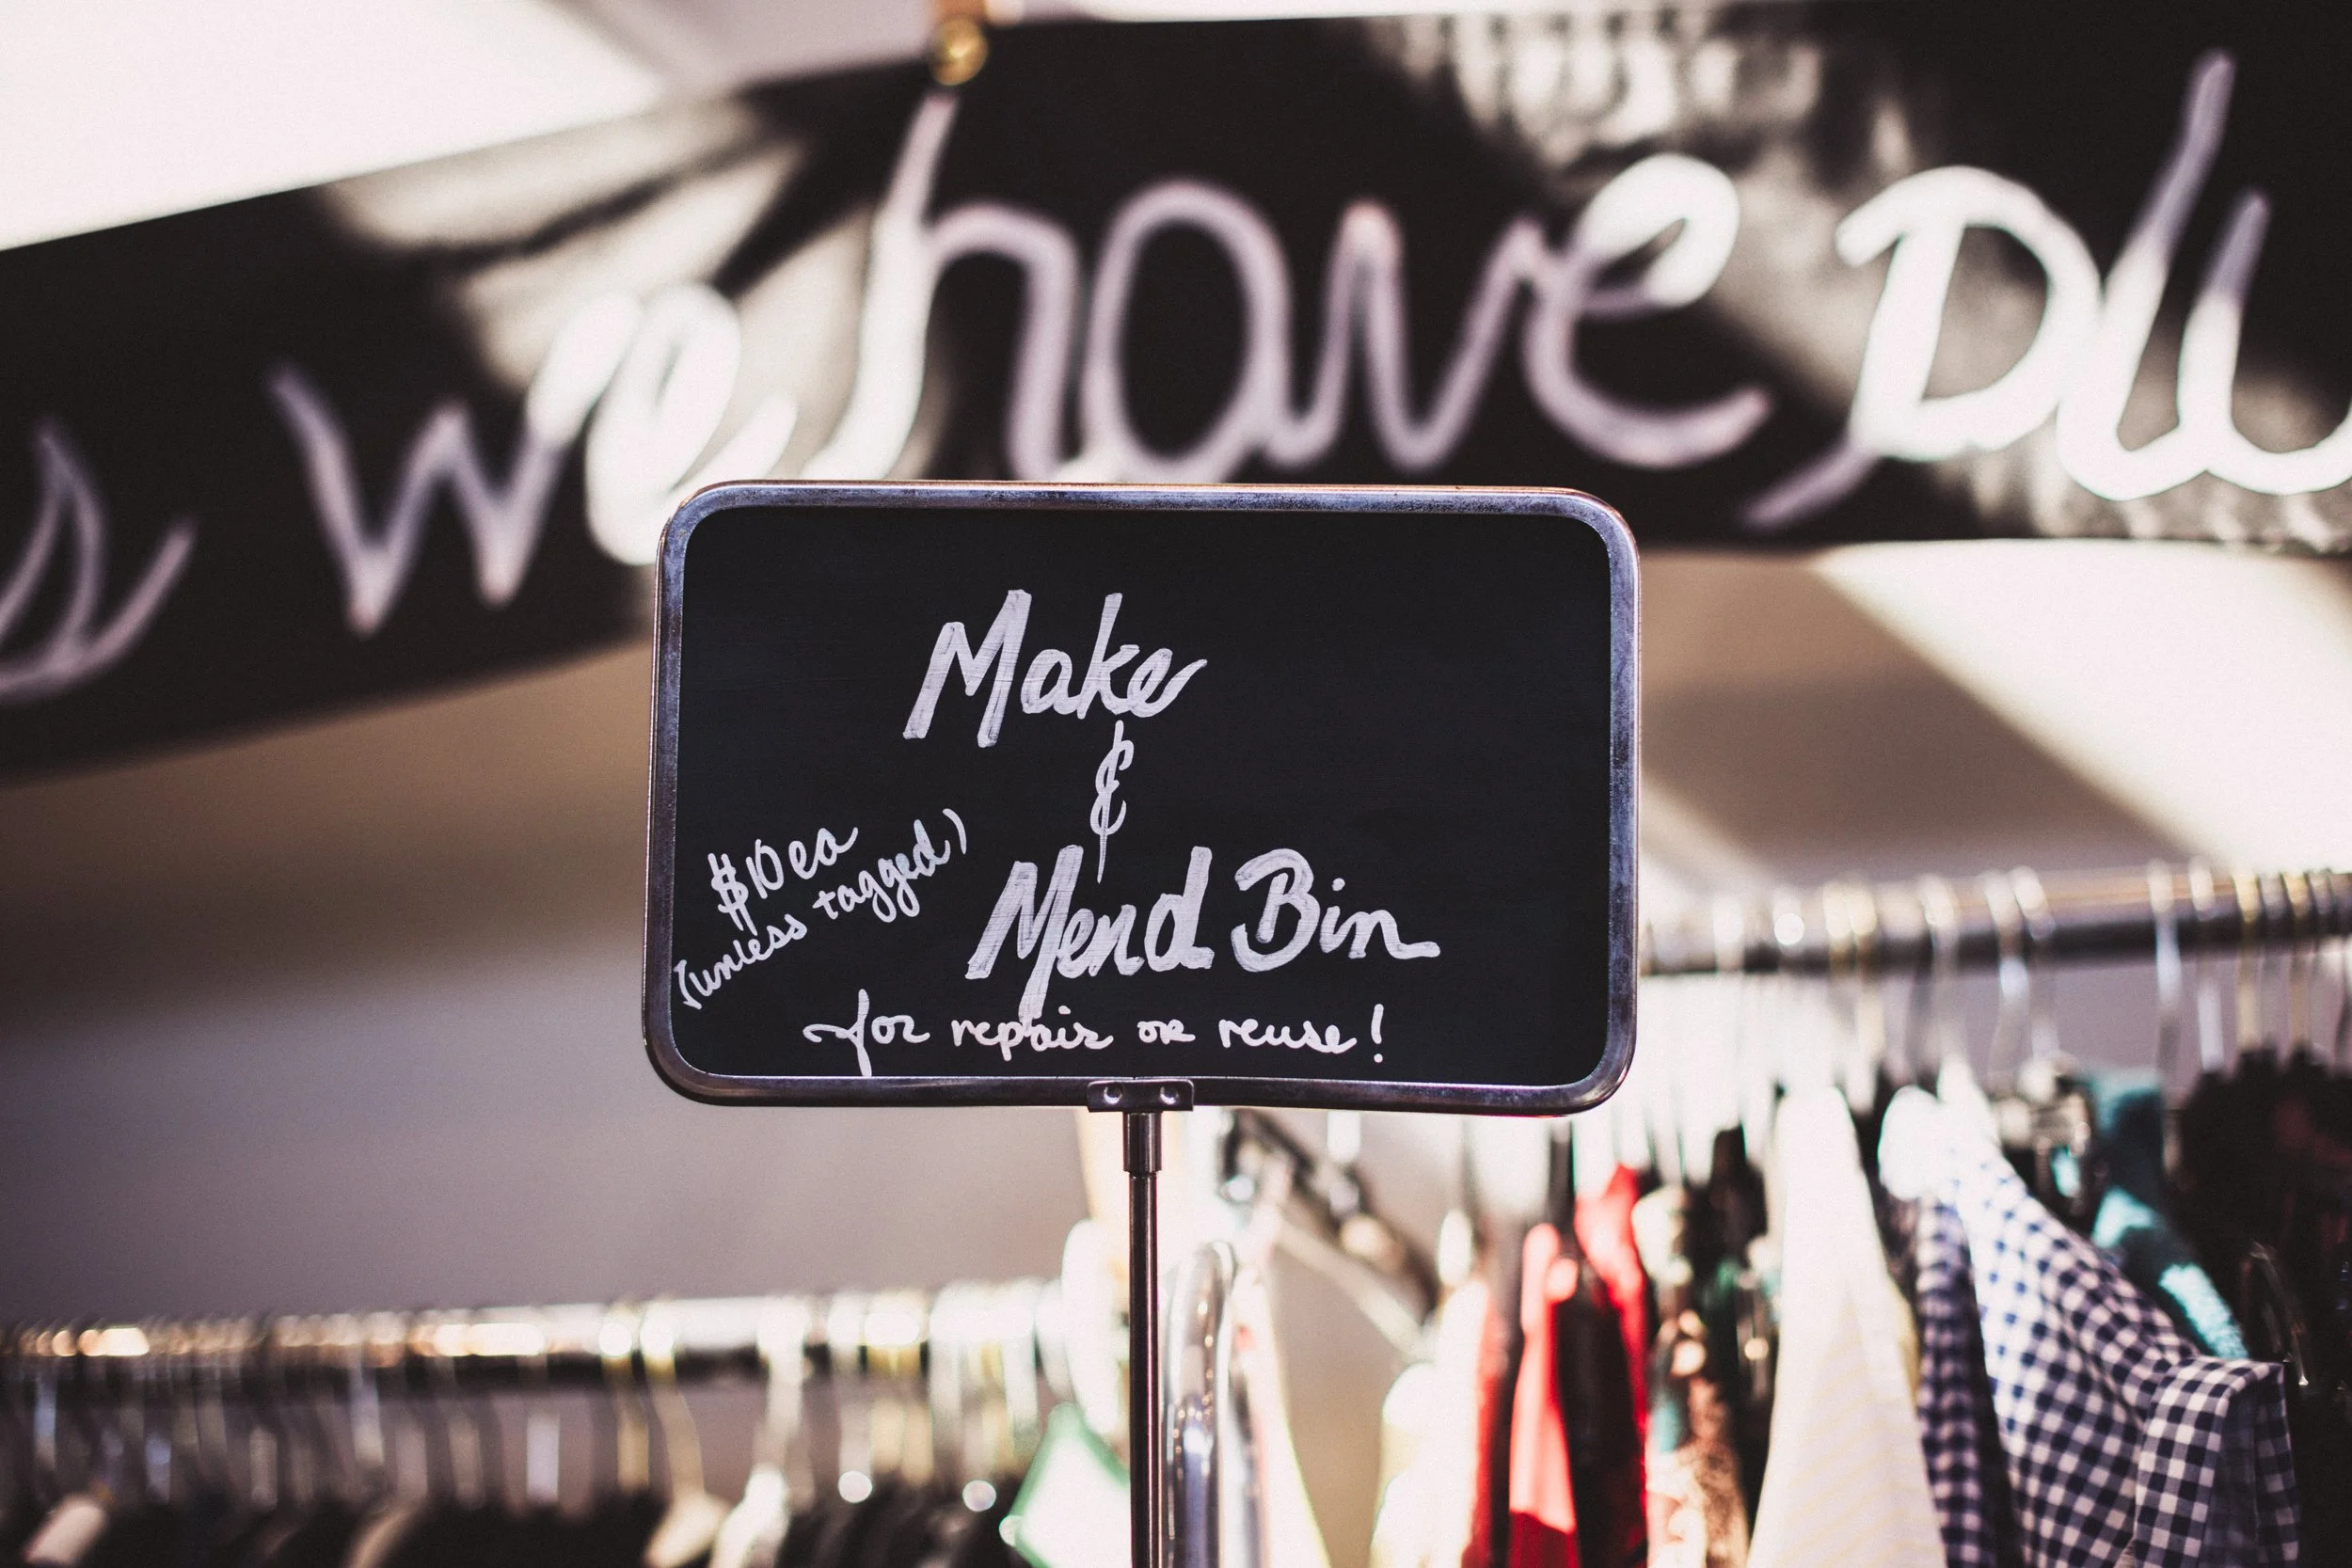 we have
Make
&
Mend Bin
$10 ea
(unless tagged)
for repair or reuse!